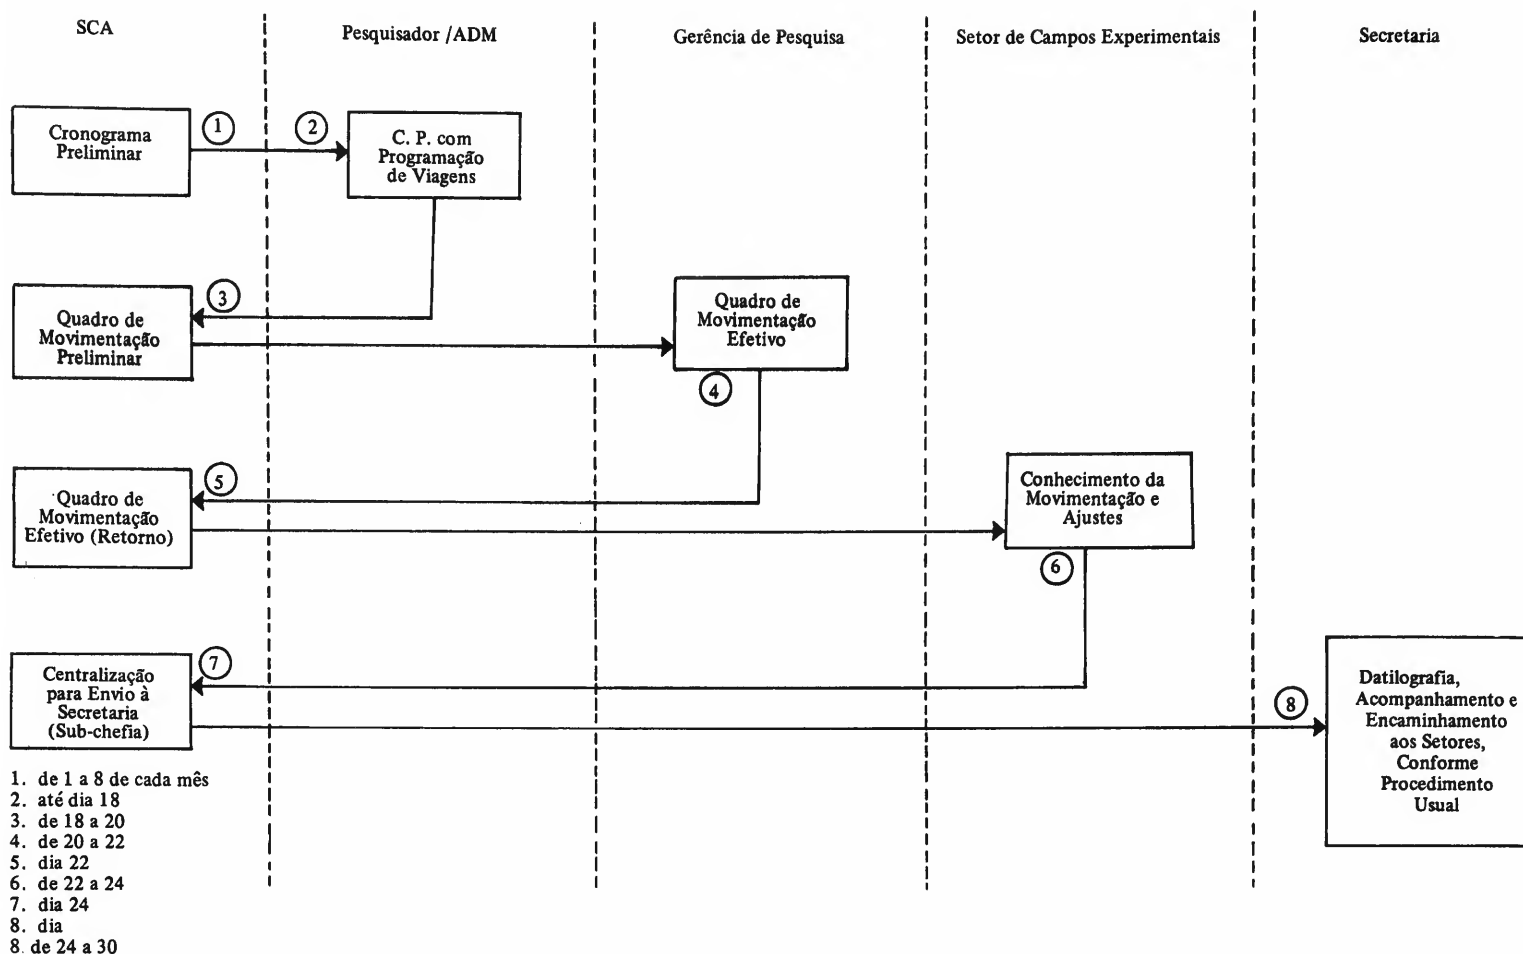 SCA
Pesquisador /ADM
Gerência de Pesquisa
Setor de Campos Experimentais
Secretaria
Cronograma
Preliminar
1
2
C. P. com
Programação
de Viagens
3
Quadro de
Movimentação
Preliminar
Quadro de
Movimentação
Efetivo
4
5
Quadro de
Movimentação
Efetivo (Retorno)
Conhecimento da
Movimentação e
Ajustes
6
7
Centralização
para Envio à
Secretaria
(Sub-chefia)
8
Datilografia,
Acompanhamento e
Encaminhamento
aos Setores,
Conforme
Procedimento
Usual
1. de 1 a 8 de cada mês
2. até dia 18
3. de 18 a 20
4. de 20 a 22
5. dia 22
6. de 22 a 24
7. dia 24
8. dia
8. de 24 a 30